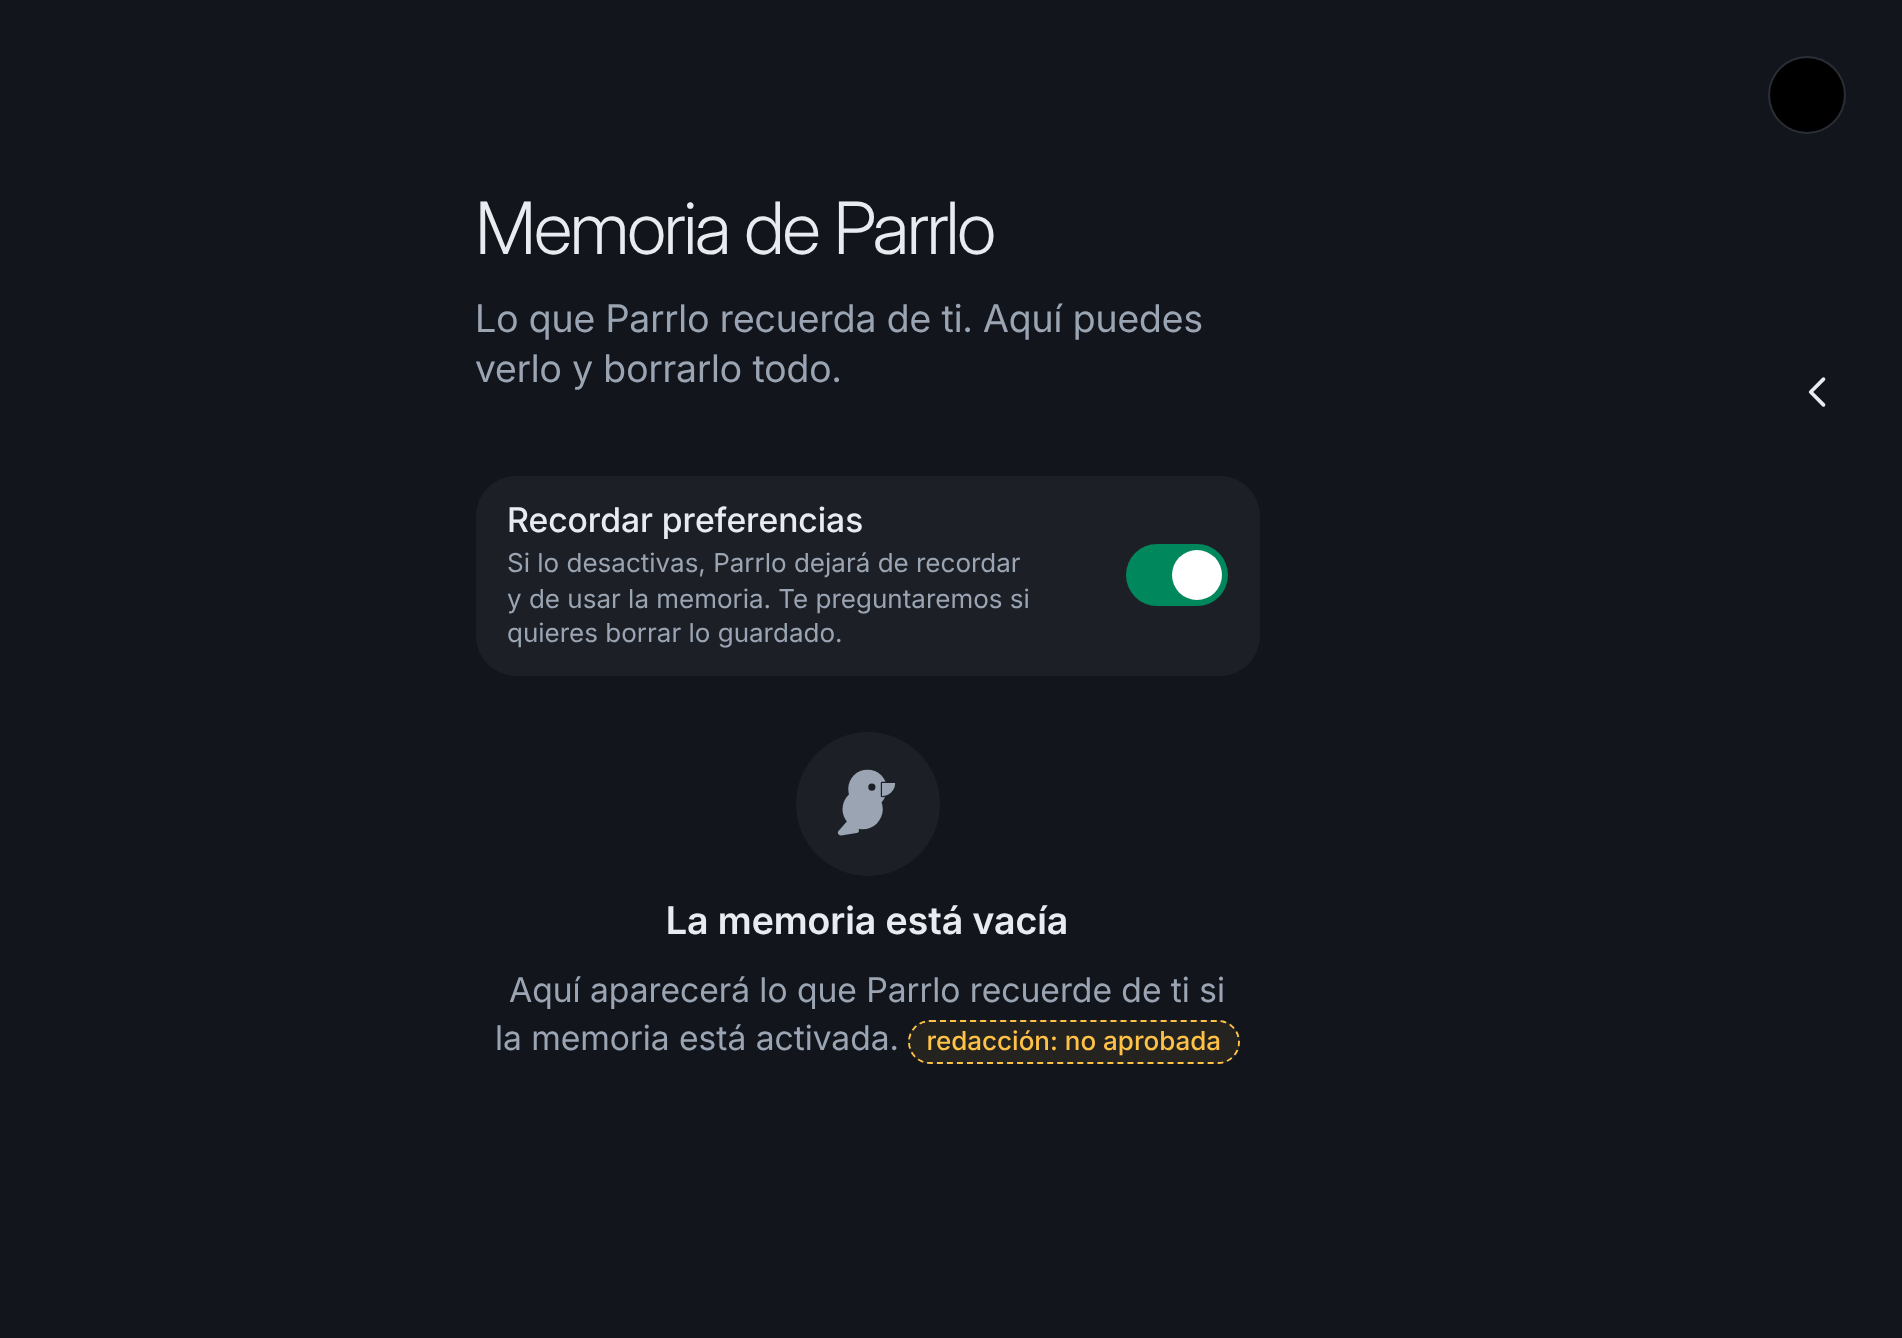 Memoria de Parrlo
Lo que Parrlo recuerda de ti. Aquí puedes
verlo y borrarlo todo.
Recordar preferencias
Si lo desactivas, Parrlo dejará de recordar
y de usar la memoria. Te preguntaremos si
quieres borrar lo guardado.
La memoria está vacía
Aquí aparecerá lo que Parrlo recuerde de ti si
la memoria está activada. redacción: no aprobada